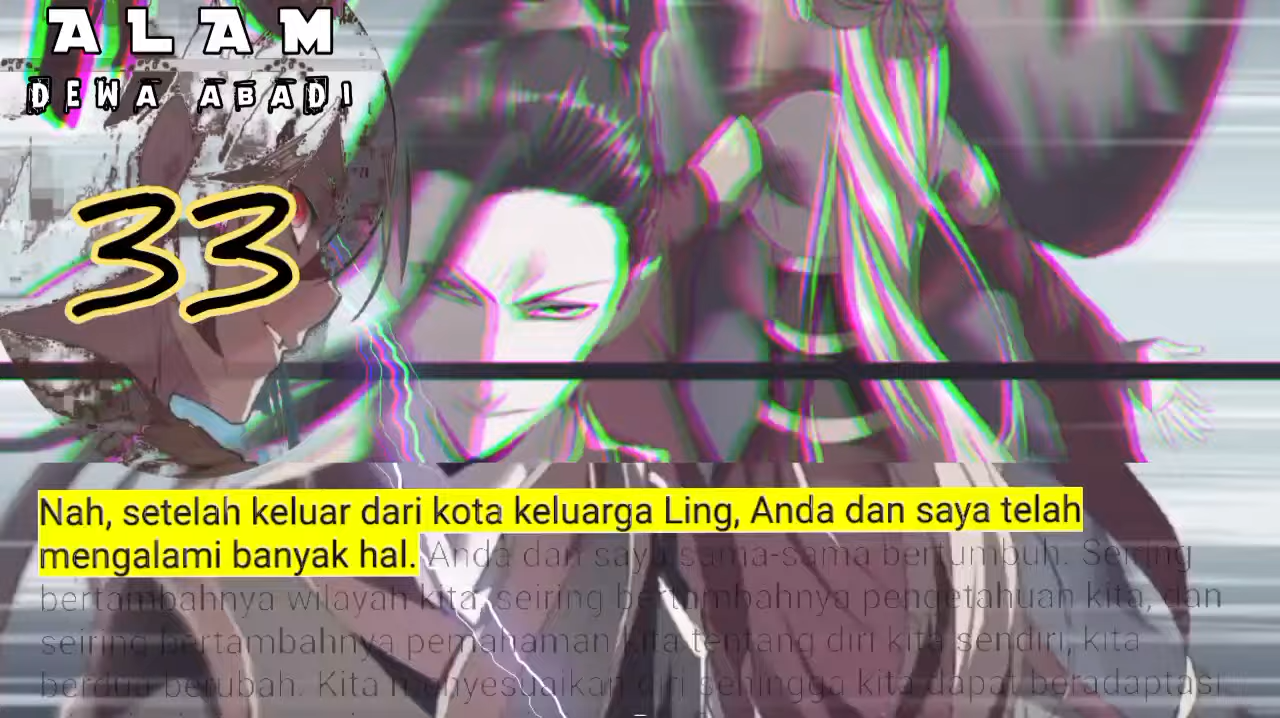 ALAM
DEWA ABADI
33
Nah, setelah keluar dari kota keluarga Ling, Anda dan saya telah
mengalami banyak hal. Anda dan saya sama-sama bertumbuh. Seiring
bertambahnya wilayah kita, seiring bertambahnya pengetahuan kita, dan
seiring bertambahnya pemahaman kita tentang diri kita sendiri, kita
berdua berubah. Kita menyesuaikan diri sehingga kita dapat beradaptasi